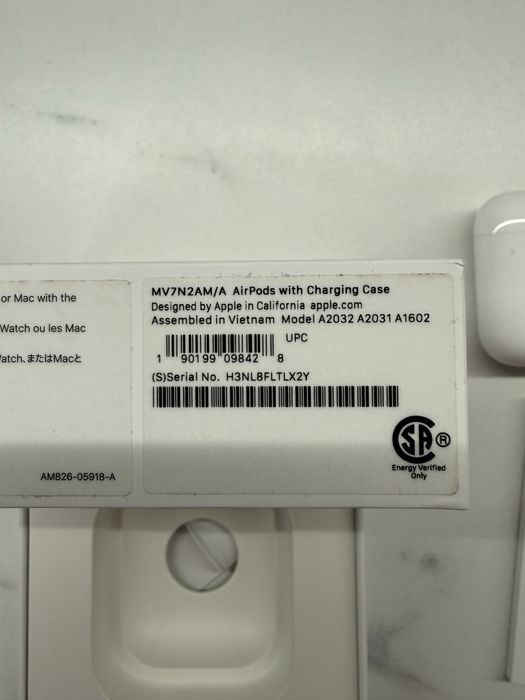 or Mac with the
Watch ou les Mac
Watch、またはMacと
AM826-05918-A
MV7N2AM/A AirPods with Charging Case
Designed by Apple in California apple.com
Assembled in Vietnam Model A2032 A2031 A1602
UPC
1 90199 09842 8
(S)Serial No. H3NL8FLTLX2Y
SA ®
Energy Verified
Only